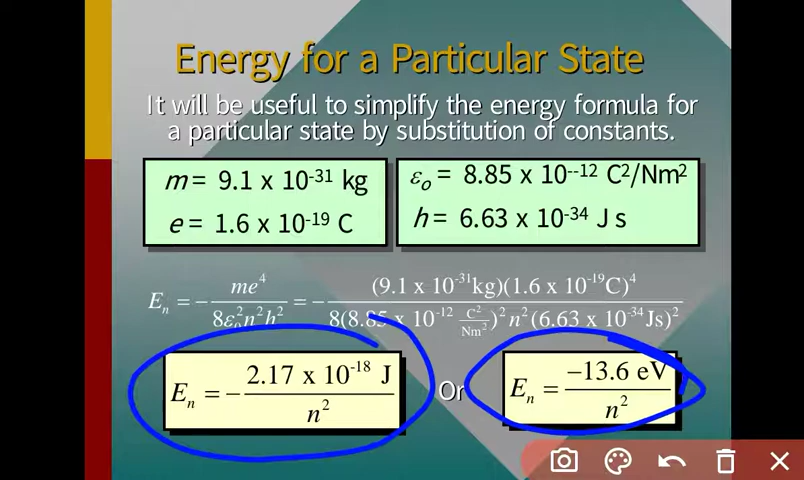 Energy for a Particular State
It will be useful to simplify the energy formula for
a particular state by substitution of constants.
m = 9.1 x 10⁻³¹ kg
e = 1.6 x 10⁻¹⁹ C
εₒ = 8.85 x 10⁻⁻¹² C²/Nm²
h = 6.63 x 10⁻³⁴ J s
Eₙ = −me⁴/8ε₀²n²h² = −(9.1 x 10⁻³¹kg)(1.6 x 10⁻¹⁹C)⁴/8(8.85 x 10⁻¹² C²/Nm²)²n²(6.63 x 10⁻³⁴Js)²
Eₙ = −2.17 x 10⁻¹⁸ J/n²
Or
Eₙ = −13.6 eV/n²